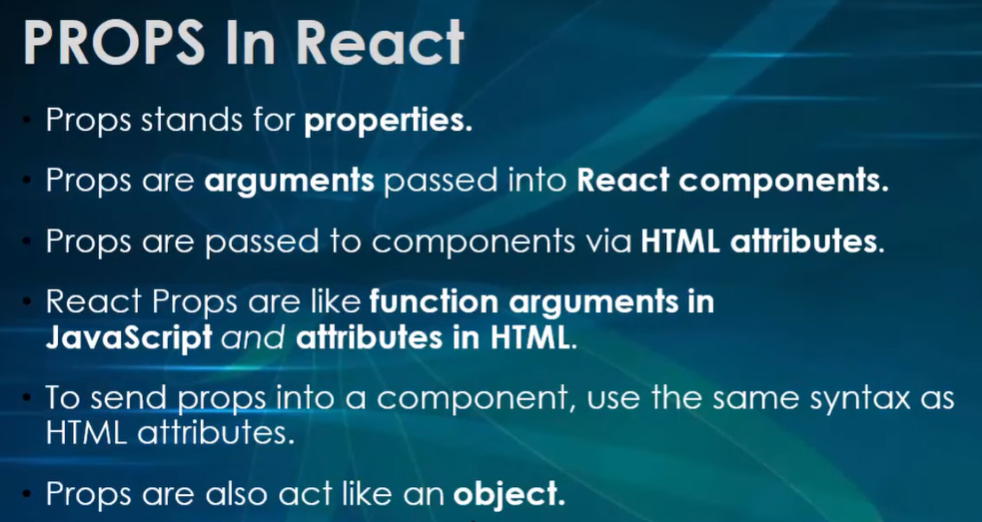 PROPS In React
• Props stands for properties.
• Props are arguments passed into React components.
• Props are passed to components via HTML attributes.
• React Props are like function arguments in
JavaScript and attributes in HTML.
• To send props into a component, use the same syntax as
HTML attributes.
• Props are also act like an object.